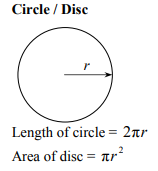 Circle / Disc
r
Length of circle = 2πr
Area of disc = πr²